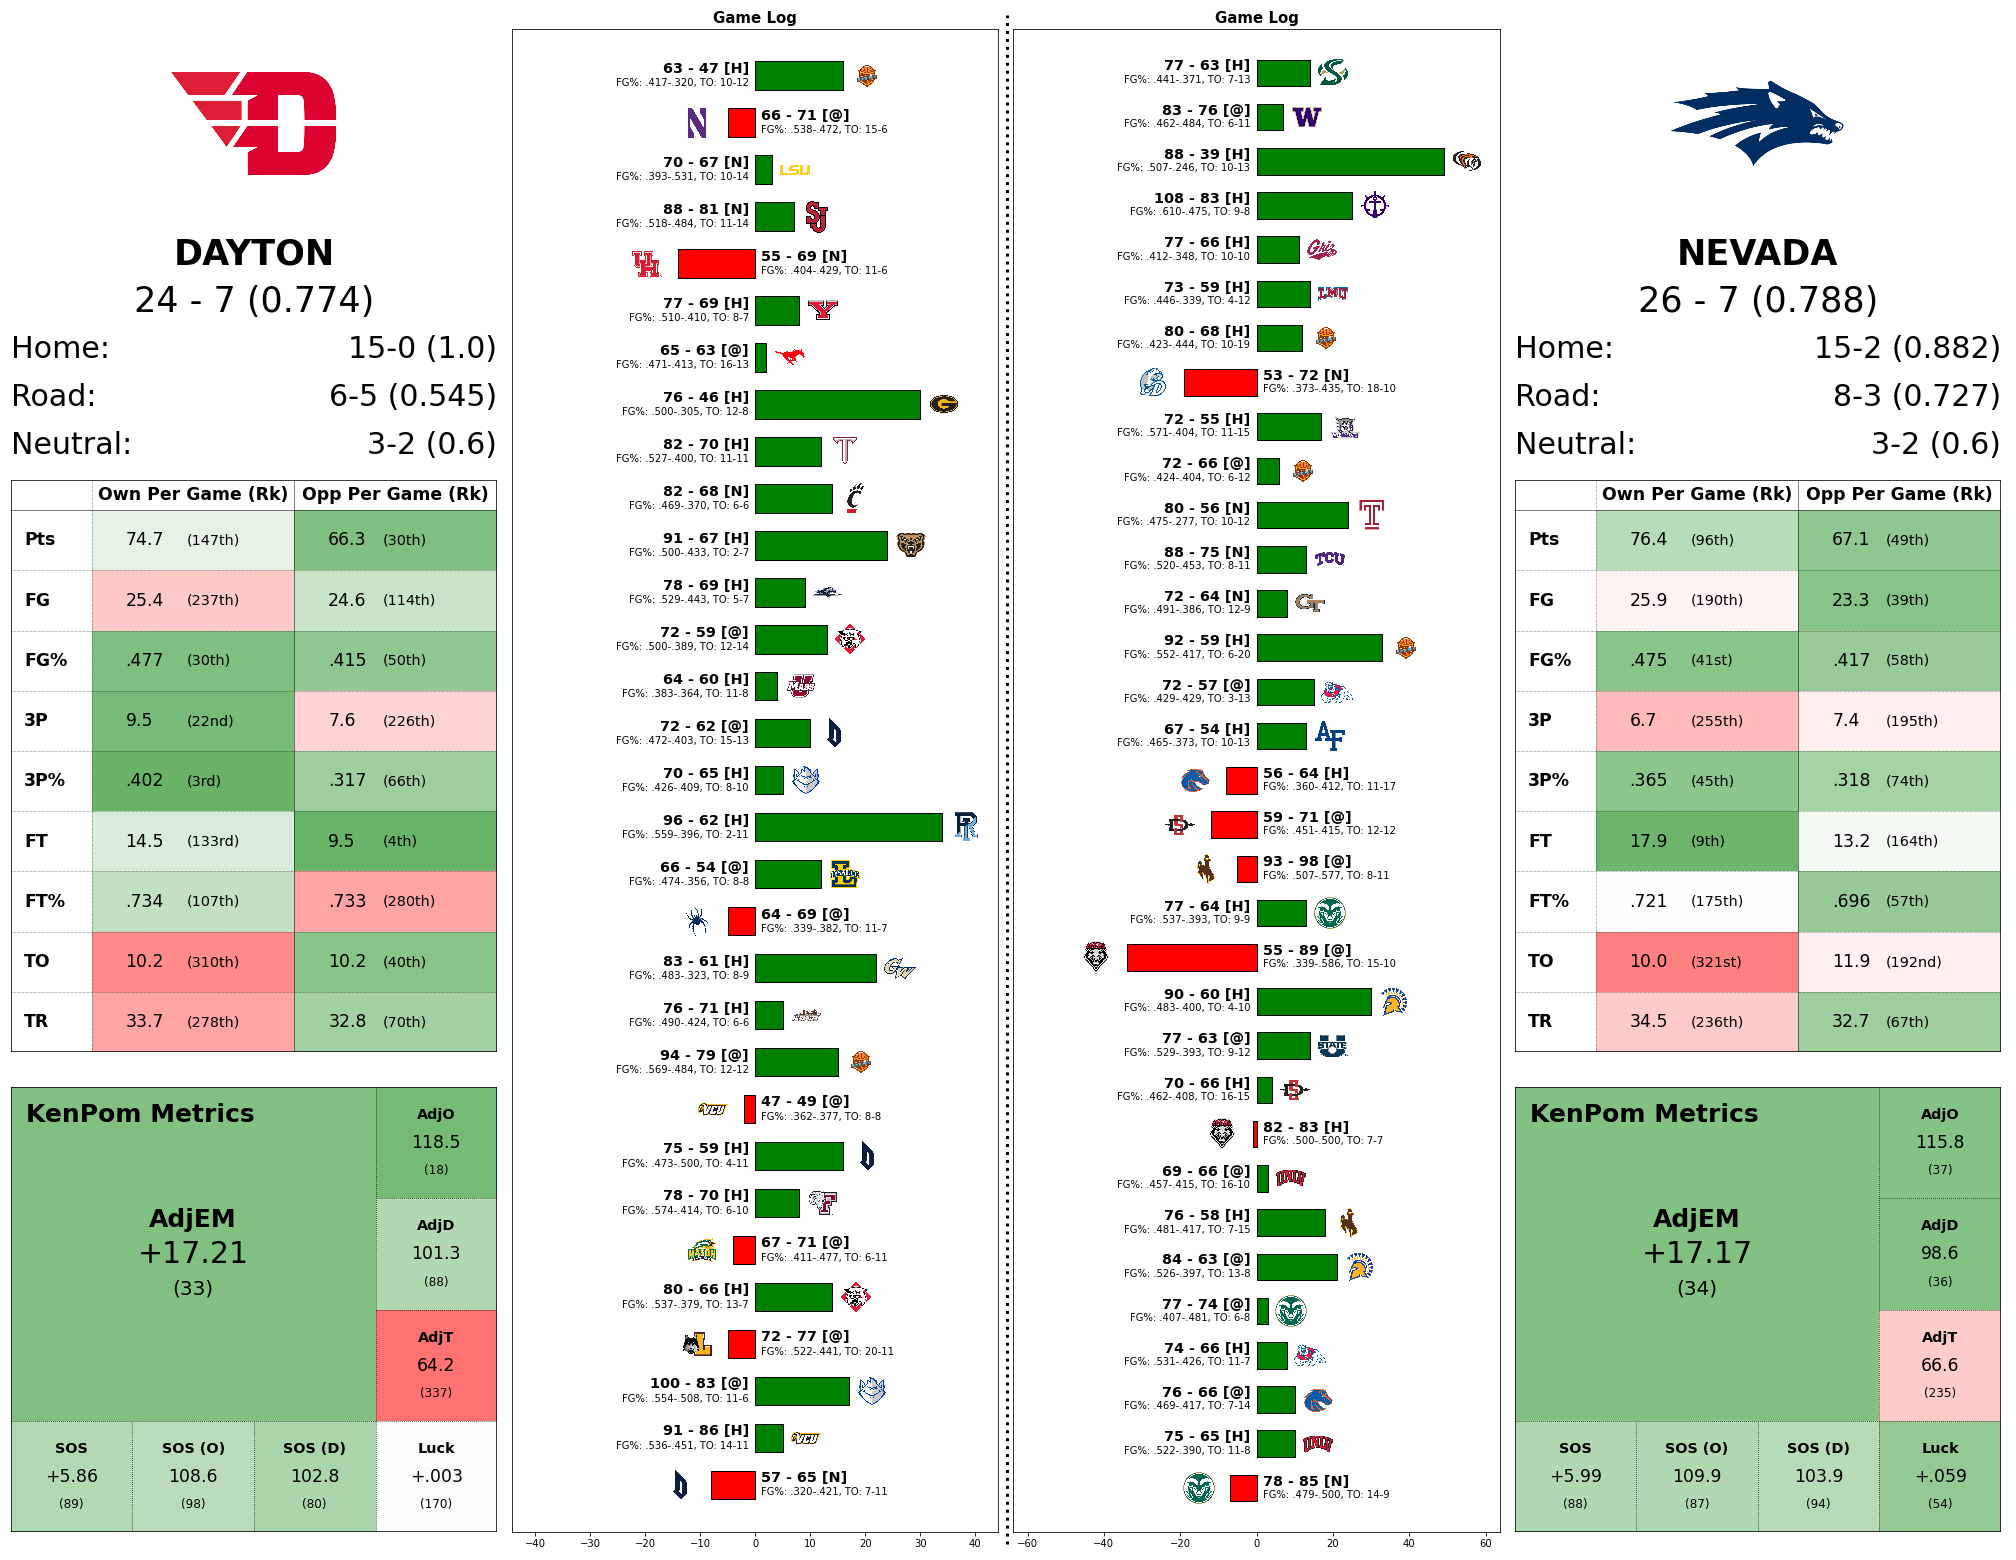 DAYTON
24 - 7 (0.774)
Home: 15-0 (1.0)
Road: 6-5 (0.545)
Neutral: 3-2 (0.6)
Own Per Game (Rk) Opp Per Game (Rk)
Pts 74.7 (147th) 66.3 (30th)
FG 25.4 (237th) 24.6 (114th)
FG% .477 (30th) .415 (50th)
3P 9.5 (22nd) 7.6 (226th)
3P% .402 (3rd) .317 (66th)
FT 14.5 (133rd) 9.5 (4th)
FT% .734 (107th) .733 (280th)
TO 10.2 (310th) 10.2 (40th)
TR 33.7 (278th) 32.8 (70th)
KenPom Metrics
AdjEM
+17.21
(33)
AdjO
118.5
(18)
AdjD
101.3
(88)
AdjT
64.2
(337)
SOS
+5.86
(89)
SOS (O)
108.6
(98)
SOS (D)
102.8
(80)
Luck
+.003
(170)
Game Log
63 - 47 [H]
FG%: .417-.320, TO: 10-12
66 - 71 [@]
FG%: .538-.472, TO: 15-6
70 - 67 [N]
FG%: .393-.531, TO: 10-14
LSU
88 - 81 [N]
FG%: .518-.484, TO: 11-14
55 - 69 [N]
FG%: .404-.429, TO: 11-6
77 - 69 [H]
FG%: .510-.410, TO: 8-7
65 - 63 [@]
FG%: .471-.413, TO: 16-13
76 - 46 [H]
FG%: .500-.305, TO: 12-8
82 - 70 [H]
FG%: .527-.400, TO: 11-11
82 - 68 [N]
FG%: .469-.370, TO: 6-6
91 - 67 [H]
FG%: .500-.433, TO: 2-7
78 - 69 [H]
FG%: .529-.443, TO: 5-7
72 - 59 [@]
FG%: .500-.389, TO: 12-14
64 - 60 [H]
FG%: .383-.364, TO: 11-8
72 - 62 [@]
FG%: .472-.403, TO: 15-13
70 - 65 [H]
FG%: .426-.409, TO: 8-10
96 - 62 [H]
FG%: .559-.396, TO: 2-11
66 - 54 [@]
FG%: .474-.356, TO: 8-8
64 - 69 [@]
FG%: .339-.382, TO: 11-7
83 - 61 [H]
FG%: .483-.323, TO: 8-9
76 - 71 [H]
FG%: .490-.424, TO: 6-6
94 - 79 [@]
FG%: .569-.484, TO: 12-12
VCU
47 - 49 [@]
FG%: .362-.377, TO: 8-8
75 - 59 [H]
FG%: .473-.500, TO: 4-11
78 - 70 [H]
FG%: .574-.414, TO: 6-10
67 - 71 [@]
FG%: .411-.477, TO: 6-11
80 - 66 [H]
FG%: .537-.379, TO: 13-7
72 - 77 [@]
FG%: .522-.441, TO: 20-11
100 - 83 [@]
FG%: .554-.508, TO: 11-6
91 - 86 [H]
FG%: .536-.451, TO: 14-11
VCU
57 - 65 [N]
FG%: .320-.421, TO: 7-11
−40 −30 −20 −10 0 10 20 30 40
Game Log
77 - 63 [H]
FG%: .441-.371, TO: 7-13
83 - 76 [@]
FG%: .462-.484, TO: 6-11
W
88 - 39 [H]
FG%: .507-.246, TO: 10-13
108 - 83 [H]
FG%: .610-.475, TO: 9-8
77 - 66 [H]
FG%: .412-.348, TO: 10-10
73 - 59 [H]
FG%: .446-.339, TO: 4-12
LMU
80 - 68 [H]
FG%: .423-.444, TO: 10-19
53 - 72 [N]
FG%: .373-.435, TO: 18-10
72 - 55 [H]
FG%: .571-.404, TO: 11-15
72 - 66 [@]
FG%: .424-.404, TO: 6-12
80 - 56 [N]
FG%: .475-.277, TO: 10-12
88 - 75 [N]
FG%: .520-.453, TO: 8-11
TCU
72 - 64 [N]
FG%: .491-.386, TO: 12-9
92 - 59 [H]
FG%: .552-.417, TO: 6-20
72 - 57 [@]
FG%: .429-.429, TO: 3-13
67 - 54 [H]
FG%: .465-.373, TO: 10-13
56 - 64 [H]
FG%: .360-.412, TO: 11-17
59 - 71 [@]
FG%: .451-.415, TO: 12-12
93 - 98 [@]
FG%: .507-.577, TO: 8-11
77 - 64 [H]
FG%: .537-.393, TO: 9-9
55 - 89 [@]
FG%: .339-.586, TO: 15-10
90 - 60 [H]
FG%: .483-.400, TO: 4-10
77 - 63 [@]
FG%: .529-.393, TO: 9-12
70 - 66 [H]
FG%: .462-.408, TO: 16-15
82 - 83 [H]
FG%: .500-.500, TO: 7-7
69 - 66 [@]
FG%: .457-.415, TO: 16-10
UNLV
76 - 58 [H]
FG%: .481-.417, TO: 7-15
84 - 63 [@]
FG%: .526-.397, TO: 13-8
77 - 74 [@]
FG%: .407-.481, TO: 6-8
74 - 66 [H]
FG%: .531-.426, TO: 11-7
76 - 66 [@]
FG%: .469-.417, TO: 7-14
75 - 65 [H]
FG%: .522-.390, TO: 11-8
UNLV
78 - 85 [N]
FG%: .479-.500, TO: 14-9
−60 −40 −20 0 20 40 60
NEVADA
26 - 7 (0.788)
Home: 15-2 (0.882)
Road: 8-3 (0.727)
Neutral: 3-2 (0.6)
Own Per Game (Rk) Opp Per Game (Rk)
Pts 76.4 (96th) 67.1 (49th)
FG 25.9 (190th) 23.3 (39th)
FG% .475 (41st) .417 (58th)
3P 6.7 (255th) 7.4 (195th)
3P% .365 (45th) .318 (74th)
FT 17.9 (9th) 13.2 (164th)
FT% .721 (175th) .696 (57th)
TO 10.0 (321st) 11.9 (192nd)
TR 34.5 (236th) 32.7 (67th)
KenPom Metrics
AdjEM
+17.17
(34)
AdjO
115.8
(37)
AdjD
98.6
(36)
AdjT
66.6
(235)
SOS
+5.99
(88)
SOS (O)
109.9
(87)
SOS (D)
103.9
(94)
Luck
+.059
(54)